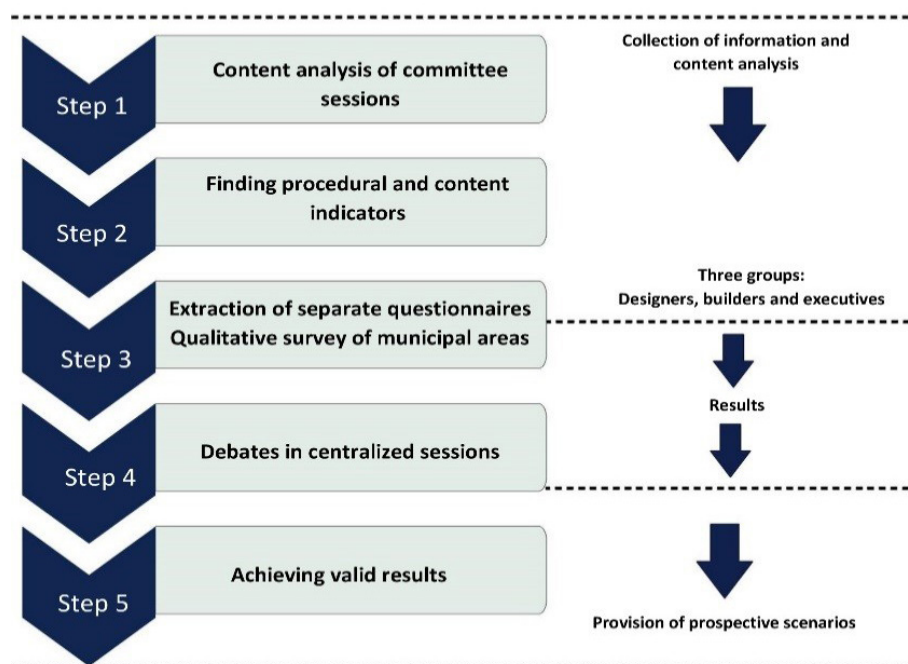 Step 1
Content analysis of committee
sessions
Collection of information and
content analysis
Step 2
Finding procedural and content
indicators
Step 3
Extraction of separate questionnaires
Qualitative survey of municipal areas
Three groups:
Designers, builders and executives
Results
Step 4
Debates in centralized sessions
Step 5
Achieving valid results
Provision of prospective scenarios